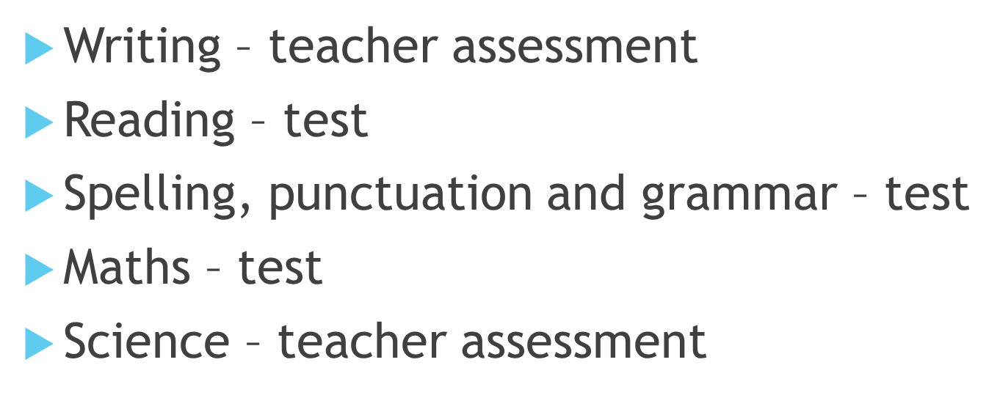 Writing – teacher assessment
Reading – test
Spelling, punctuation and grammar – test
Maths – test
Science – teacher assessment